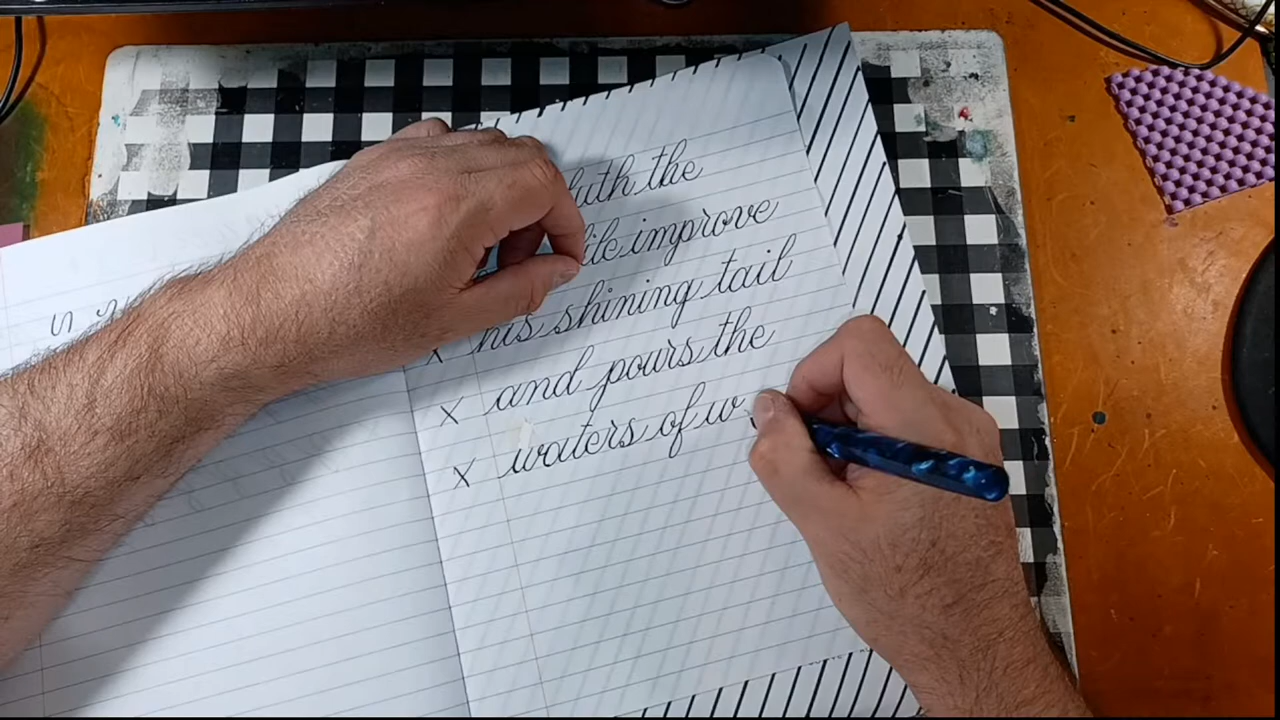 the
improve
x his shining tail
x and pours the
x waters of w